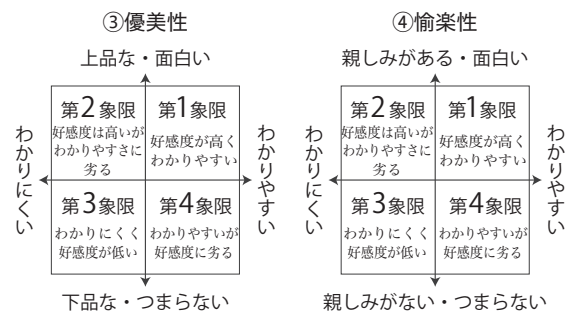 ③優美性
上品な・面白い
わかりにくい
第2象限
好感度は高いが
わかりやすさに
劣る
第1象限
好感度が高く
わかりやすい
第3象限
わかりにくく
好感度が低い
第4象限
わかりやすいが
好感度に劣る
わかりやすい
下品な・つまらない
④愉楽性
親しみがある・面白い
わかりにくい
第2象限
好感度は高いが
わかりやすさに
劣る
第1象限
好感度が高く
わかりやすい
第3象限
わかりにくく
好感度が低い
第4象限
わかりやすいが
好感度に劣る
わかりやすい
親しみがない・つまらない